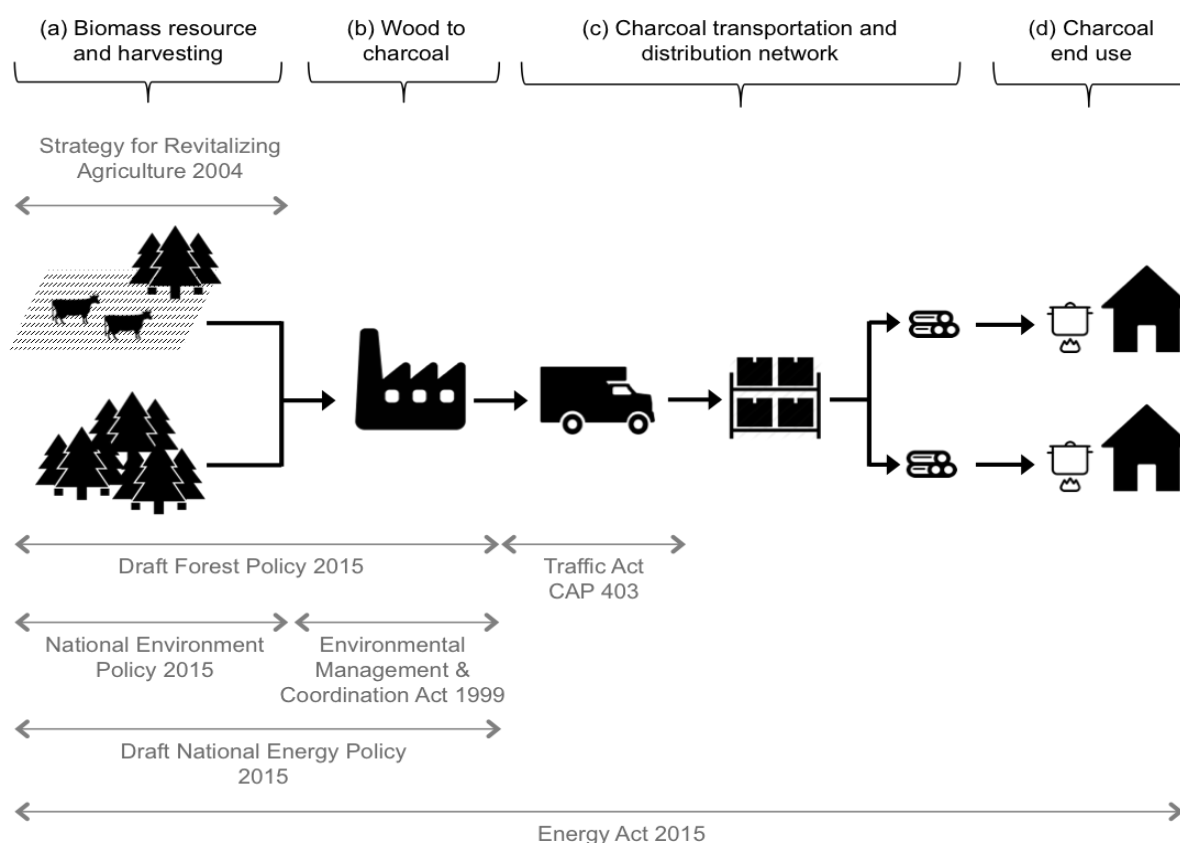 (a) Biomass resource
and harvesting
(b) Wood to
charcoal
(c) Charcoal transportation and
distribution network
(d) Charcoal
end use
Strategy for Revitalizing
Agriculture 2004
Draft Forest Policy 2015
Traffic Act
CAP 403
National Environment
Policy 2015
Environmental
Management &
Coordination Act 1999
Draft National Energy Policy
2015
Energy Act 2015